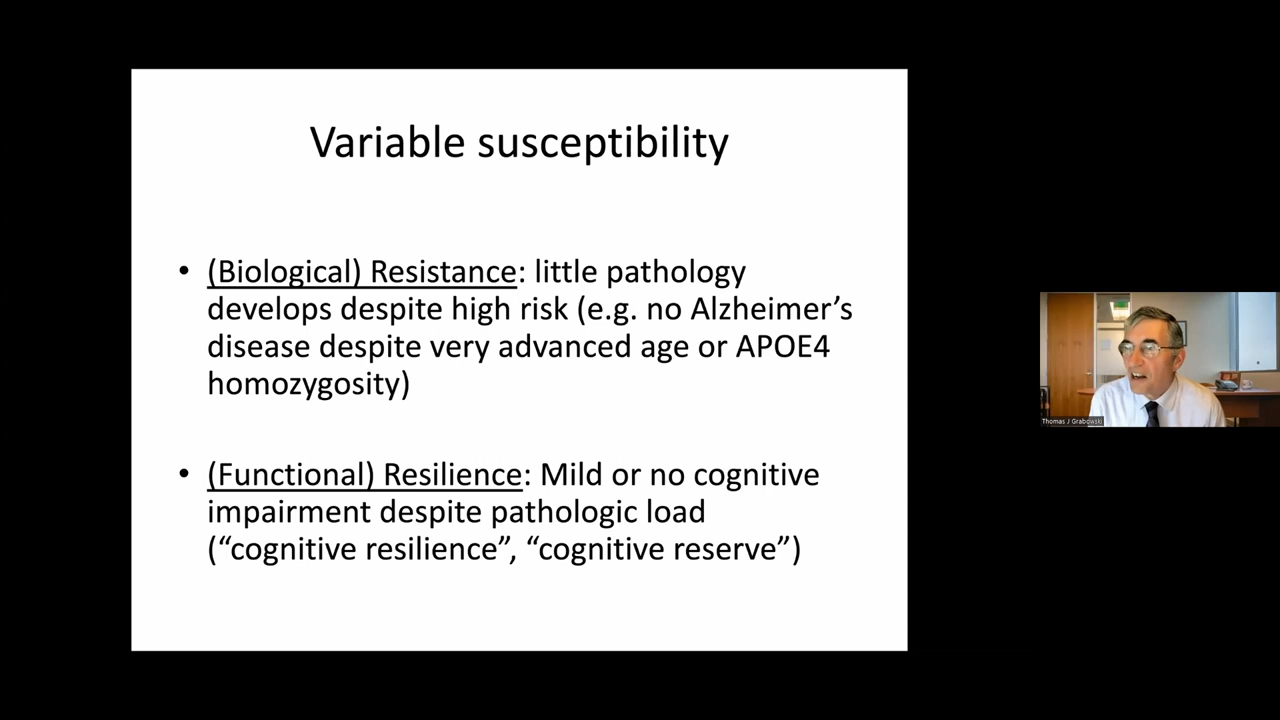 Variable susceptibility
• (Biological) Resistance: little pathology
develops despite high risk (e.g. no Alzheimer’s
disease despite very advanced age or APOE4
homozygosity)
• (Functional) Resilience: Mild or no cognitive
impairment despite pathologic load
(“cognitive resilience”, “cognitive reserve”)
Thomas J Grabowski